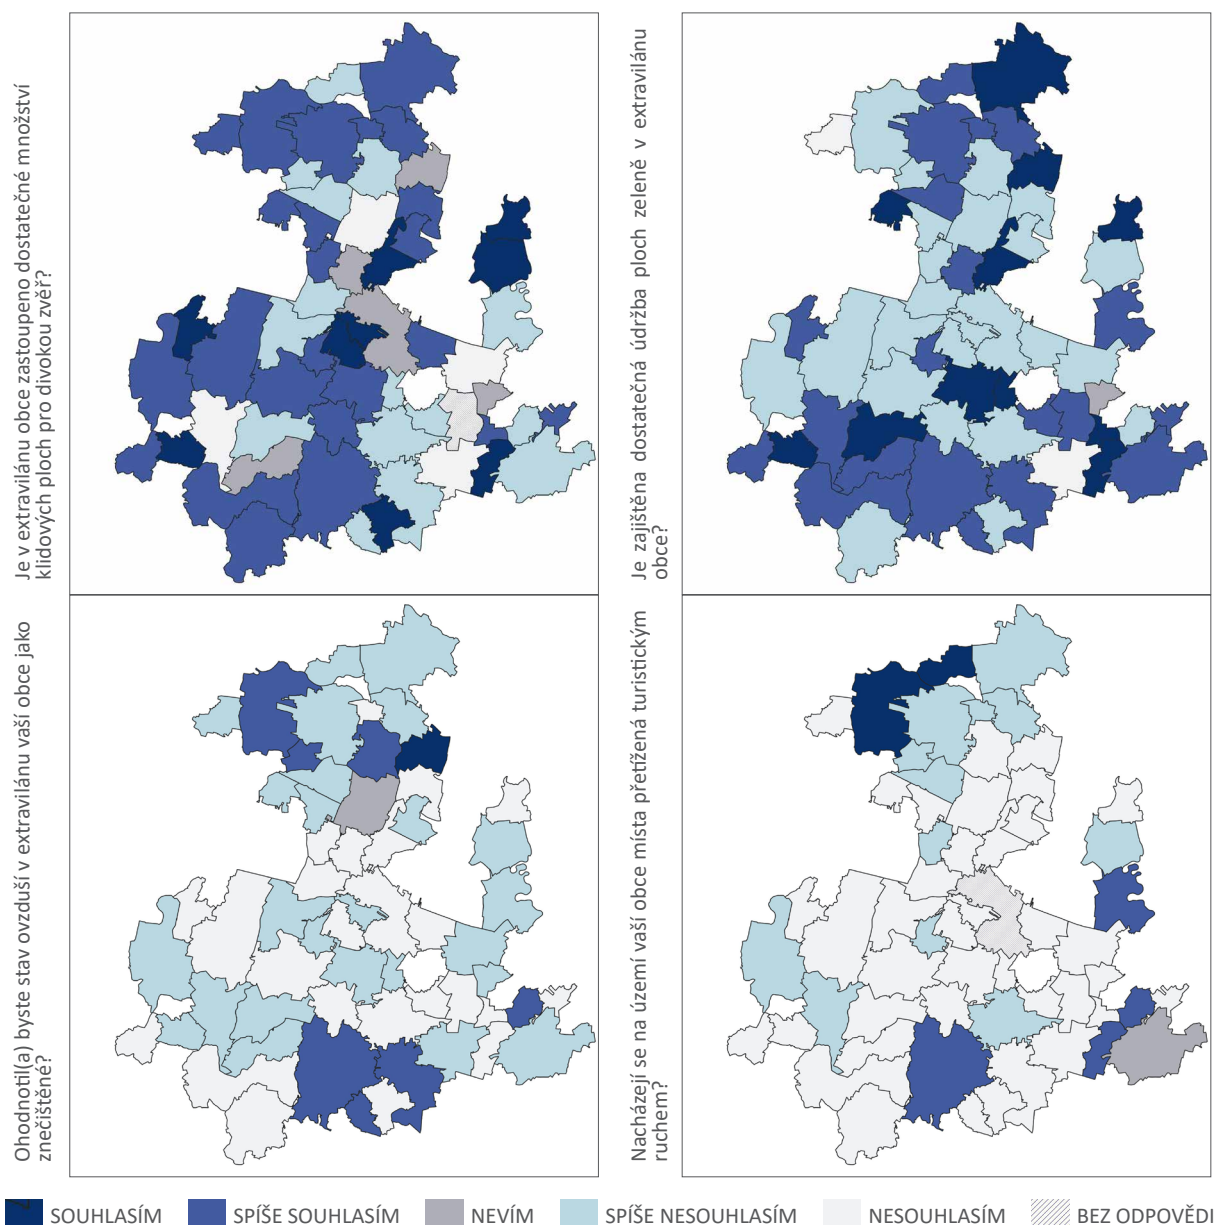 Je v extravilánu obce zastoupeno dostatečné množství
klidových ploch pro divokou zvěř?
Je zajištěna dostatečná údržba ploch zeleně v extravilánu
obce?
Ohodnotil(a) byste stav ovzduší v extravilánu vaší obce jako
znečištěné?
Nacházejí se na území vaší obce místa přetížená turistickým
ruchem?
SOUHLASÍM SPÍŠE SOUHLASÍM NEVÍM SPÍŠE NESOUHLASÍM NESOUHLASÍM BEZ ODPOVĚDI